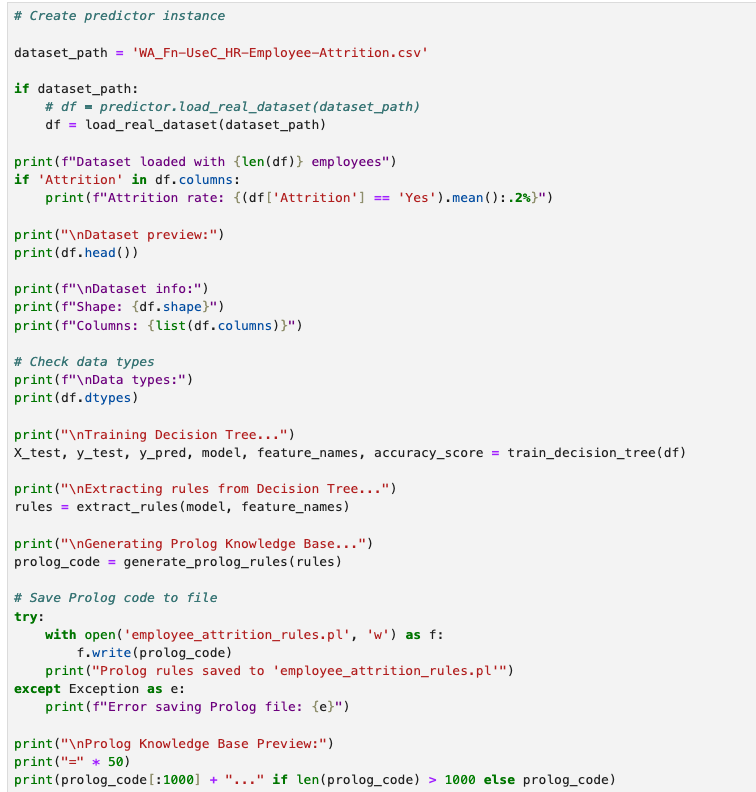 # Create predictor instance

dataset_path = 'WA_Fn-UseC_HR-Employee-Attrition.csv'

if dataset_path:
    # df = predictor.load_real_dataset(dataset_path)
    df = load_real_dataset(dataset_path)

print(f"Dataset loaded with {len(df)} employees")
if 'Attrition' in df.columns:
    print(f"Attrition rate: {(df['Attrition'] == 'Yes').mean():.2%}")

print("\nDataset preview:")
print(df.head())

print(f"\nDataset info:")
print(f"Shape: {df.shape}")
print(f"Columns: {list(df.columns)}")

# Check data types
print(f"\nData types:")
print(df.dtypes)

print("\nTraining Decision Tree...")
X_test, y_test, y_pred, model, feature_names, accuracy_score = train_decision_tree(df)

print("\nExtracting rules from Decision Tree...")
rules = extract_rules(model, feature_names)

print("\nGenerating Prolog Knowledge Base...")
prolog_code = generate_prolog_rules(rules)

# Save Prolog code to file
try:
    with open('employee_attrition_rules.pl', 'w') as f:
        f.write(prolog_code)
    print("Prolog rules saved to 'employee_attrition_rules.pl'")
except Exception as e:
    print(f"Error saving Prolog file: {e}")

print("\nProlog Knowledge Base Preview:")
print("=" * 50)
print(prolog_code[:1000] + "..." if len(prolog_code) > 1000 else prolog_code)